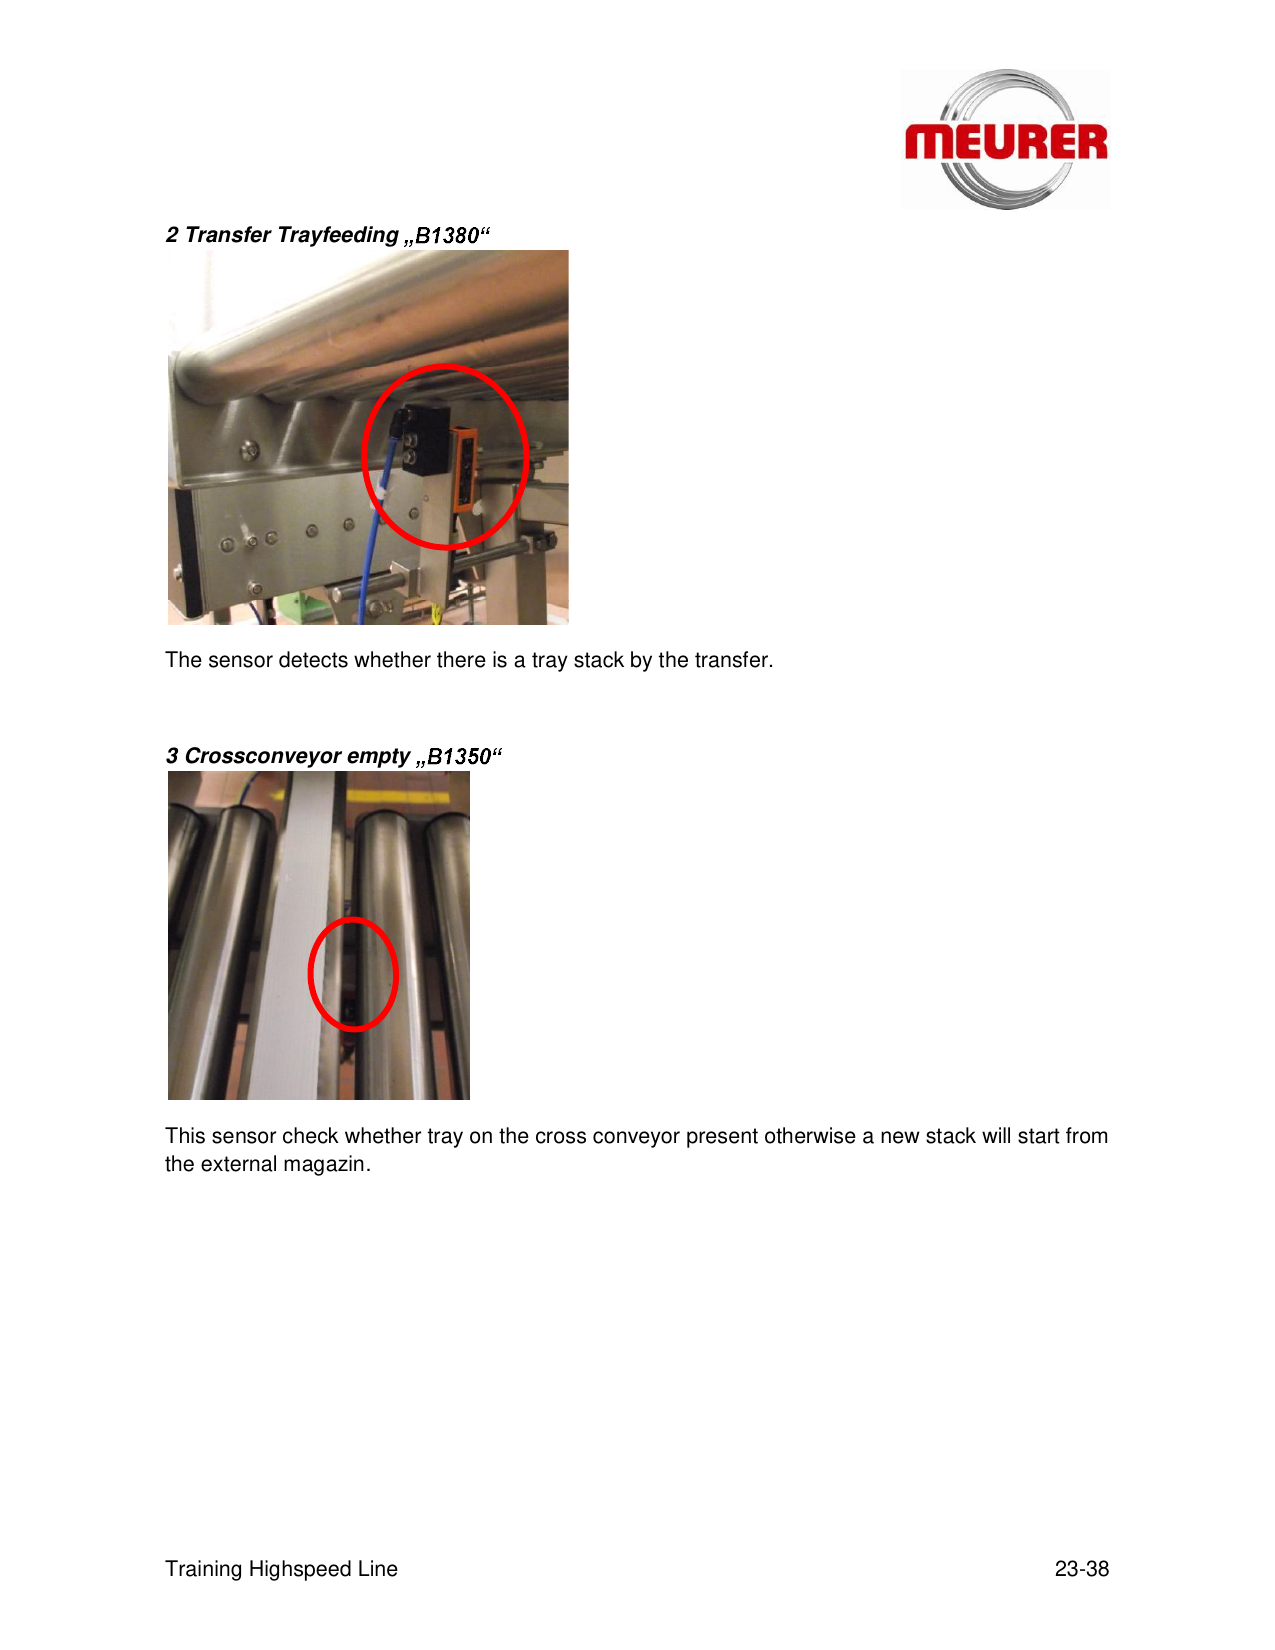 MEURER
2 Transfer Trayfeeding „B1380“
The sensor detects whether there is a tray stack by the transfer.
3 Crossconveyor empty „B1350“
This sensor check whether tray on the cross conveyor present otherwise a new stack will start from
the external magazin.
Training Highspeed Line 23-38